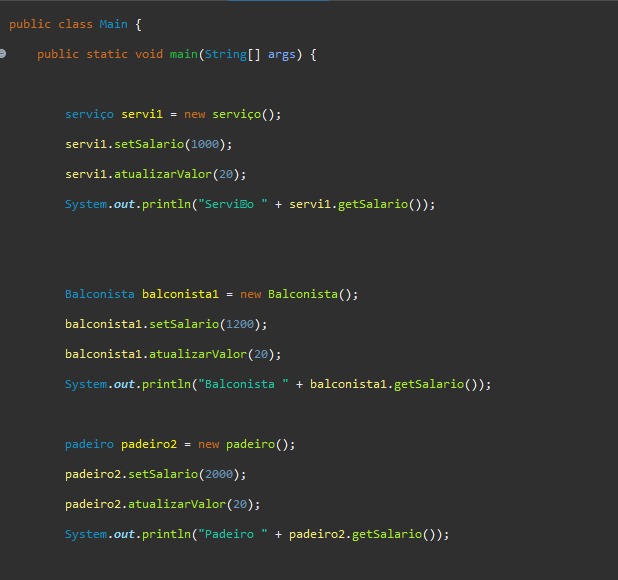 public class Main {
public static void main(String[] args) {
serviço servi1 = new serviço();
servi1.setSalario(1000);
servi1.atualizarValor(20);
System.out.println("Servi�o " + servi1.getSalario());
Balconista balconista1 = new Balconista();
balconista1.setSalario(1200);
balconista1.atualizarValor(20);
System.out.println("Balconista " + balconista1.getSalario());
padeiro padeiro2 = new padeiro();
padeiro2.setSalario(2000);
padeiro2.atualizarValor(20);
System.out.println("Padeiro " + padeiro2.getSalario());